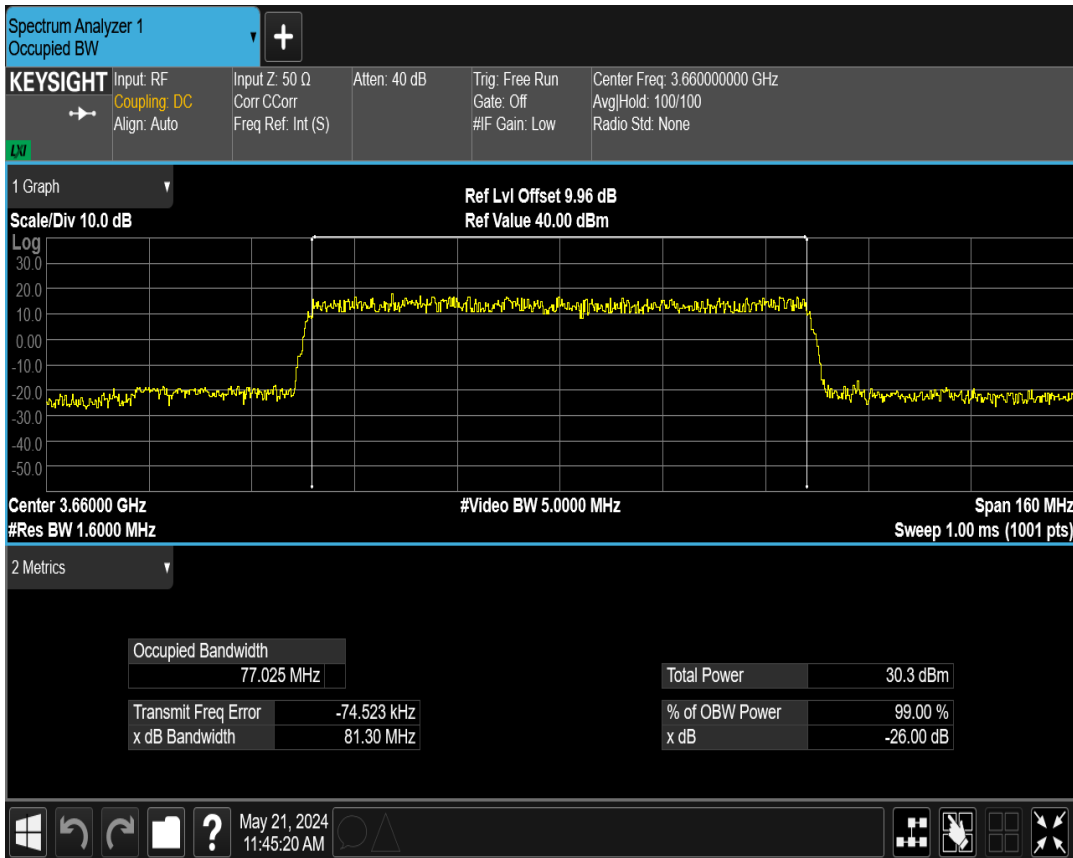 Spectrum Analyzer 1
Occupied BW
+
KEYSIGHT
LXI
Input: RF
Coupling: DC
Align: Auto
Input Z: 50 Ω
Corr CCorr
Freq Ref: Int (S)
Atten: 40 dB
Trig: Free Run
Gate: Off
#IF Gain: Low
Center Freq: 3.660000000 GHz
Avg|Hold: 100/100
Radio Std: None
1 Graph
Scale/Div 10.0 dB
Ref Lvl Offset 9.96 dB
Ref Value 40.00 dBm
Log
30.0
20.0
10.0
0.00
-10.0
-20.0
-30.0
-40.0
-50.0
Center 3.66000 GHz
#Res BW 1.6000 MHz
#Video BW 5.0000 MHz
Span 160 MHz
Sweep 1.00 ms (1001 pts)
2 Metrics
Occupied Bandwidth
77.025 MHz
Transmit Freq Error -74.523 kHz
x dB Bandwidth 81.30 MHz
Total Power 30.3 dBm
% of OBW Power 99.00 %
x dB -26.00 dB
?
May 21, 2024
11:45:20 AM